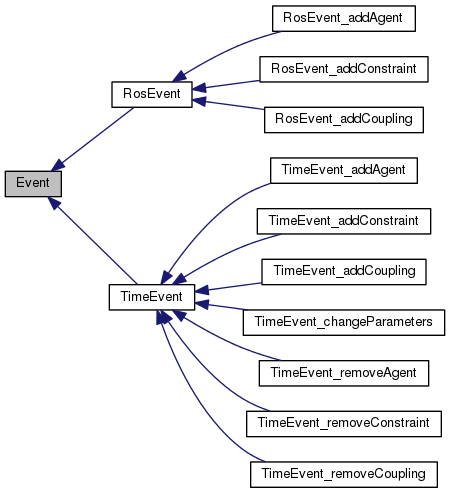 RosEvent_addAgent
RosEvent_addConstraint
RosEvent
RosEvent_addCoupling
TimeEvent_addAgent
Event
TimeEvent_addConstraint
TimeEvent_addCoupling
TimeEvent
TimeEvent_changeParameters
TimeEvent_removeAgent
TimeEvent_removeConstraint
TimeEvent_removeCoupling